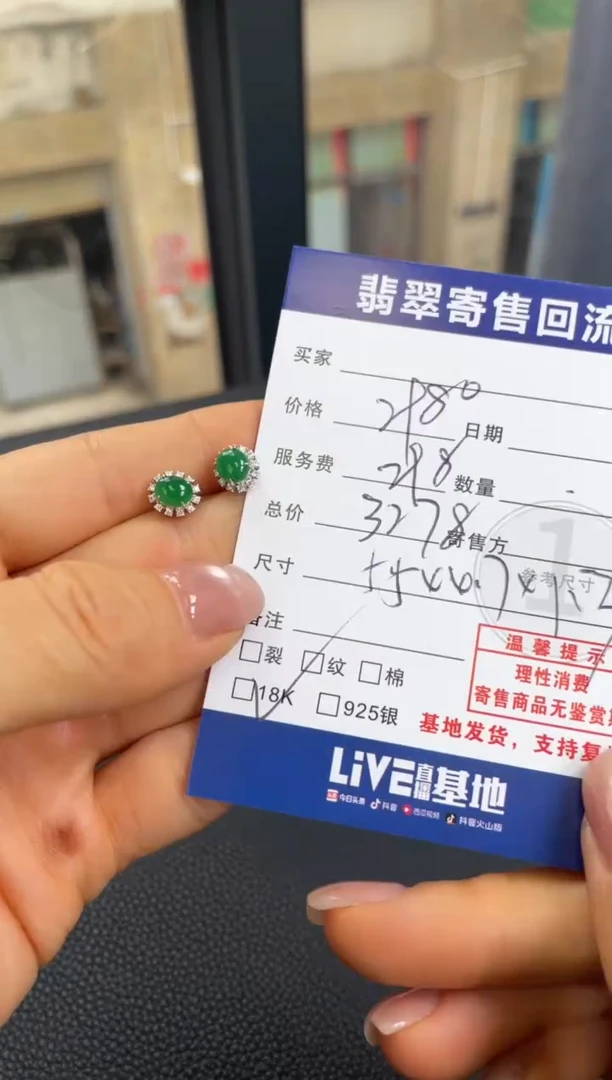 翡翠寄售回流
买家
价格 2980 日期
服务费 298 数量
总价 3278 寄售方
尺寸 参考尺寸
备注
裂 纹 棉
18K 925银
温馨提示
理性消费
寄售商品无鉴赏
基地发货，支持复
LiVE直播基地
今日头条 抖音 西瓜视频 抖音火山版